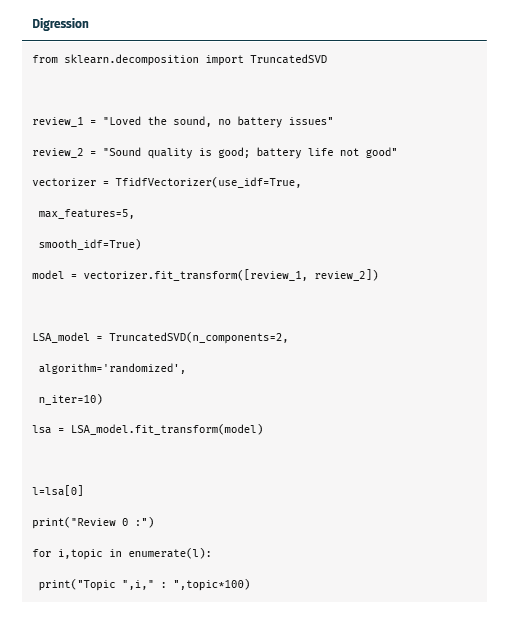 Digression
from sklearn.decomposition import TruncatedSVD
review_1 = "Loved the sound, no battery issues"
review_2 = "Sound quality is good; battery life not good"
vectorizer = TfidfVectorizer(use_idf=True,
 max_features=5,
 smooth_idf=True)
model = vectorizer.fit_transform([review_1, review_2])
LSA_model = TruncatedSVD(n_components=2,
 algorithm='randomized',
 n_iter=10)
lsa = LSA_model.fit_transform(model)
l=lsa[0]
print("Review 0 :")
for i,topic in enumerate(l):
 print("Topic ",i," : ",topic*100)